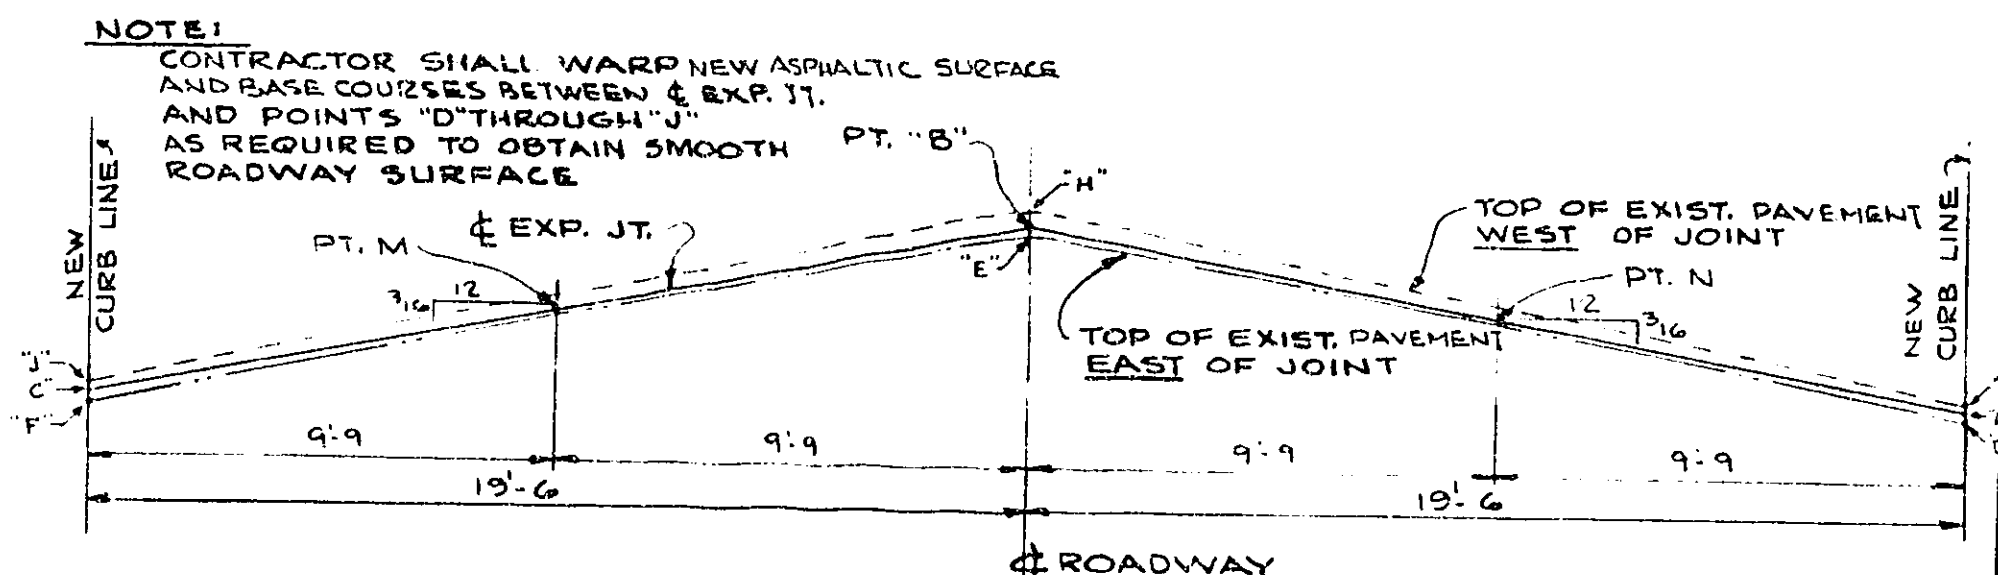 NOTE:
CONTRACTOR SHALL WARP NEW ASPHALTIC SURFACE
AND BASE COURSES BETWEEN ℄ EXP. JT.
AND POINTS "D" THROUGH "J"
AS REQUIRED TO OBTAIN SMOOTH
ROADWAY SURFACE
NEW
CURB LINE
PT. "B"
"H"
℄ EXP. JT.
PT. M
12
3/16
"E"
TOP OF EXIST. PAVEMENT
WEST OF JOINT
PT. N
12
3/16
TOP OF EXIST. PAVEMENT
EAST OF JOINT
NEW
CURB LINE
"J"
C"
"F"
9'-9
9'-9
9'-9
9'-9
19'-6
19'-6
℄ ROADWAY